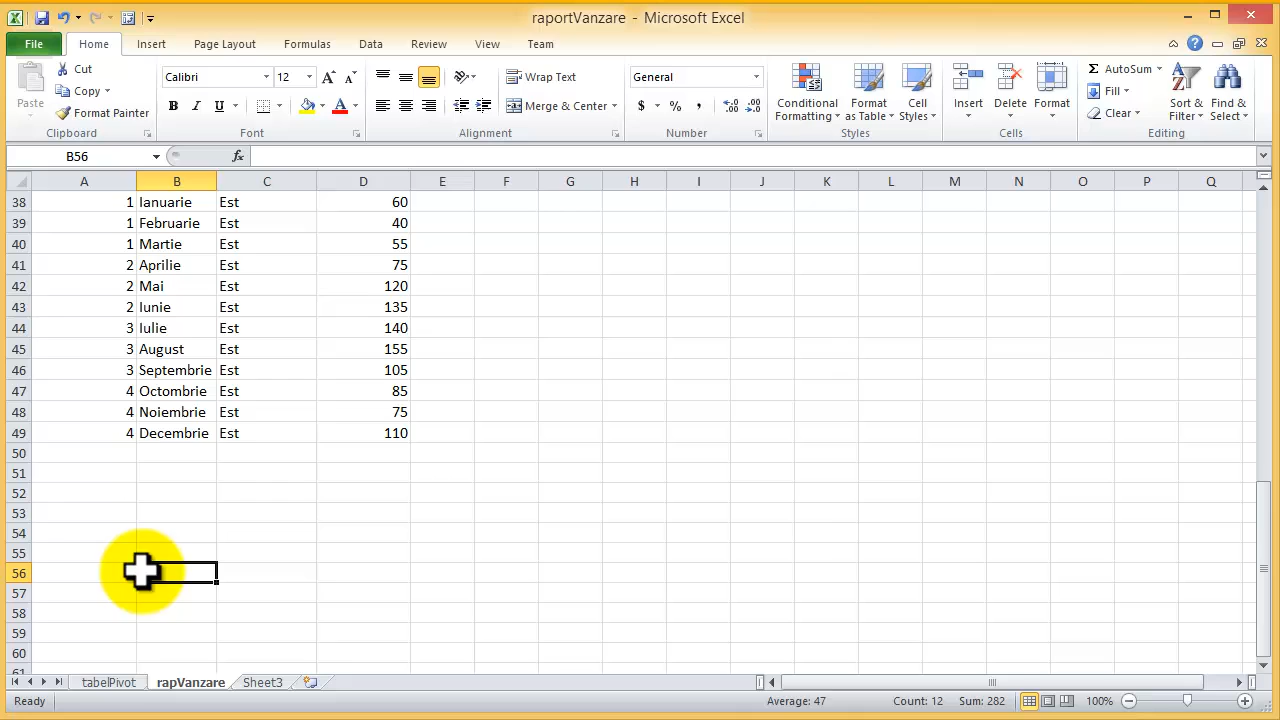 raportVanzare - Microsoft Excel
File Home Insert Page Layout Formulas Data Review View Team
Paste
Cut
Copy
Format Painter
Clipboard
Calibri 12
B I U A
Font
Wrap Text
Merge & Center
Alignment
General
$ % ,
Number
Conditional Formatting
Format as Table
Cell Styles
Styles
Insert Delete Format
Cells
Σ AutoSum
Fill
Clear
Sort & Filter
Find & Select
Editing
B56 fx
A B C D E F G H I J K L M N O P Q
38 1 Ianuarie Est 60
39 1 Februarie Est 40
40 1 Martie Est 55
41 2 Aprilie Est 75
42 2 Mai Est 120
43 2 Iunie Est 135
44 3 Iulie Est 140
45 3 August Est 155
46 3 Septembrie Est 105
47 4 Octombrie Est 85
48 4 Noiembrie Est 75
49 4 Decembrie Est 110
50
51
52
53
54
55
56
57
58
59
60
61
tabelPivot rapVanzare Sheet3
Ready Average: 47 Count: 12 Sum: 282 100%